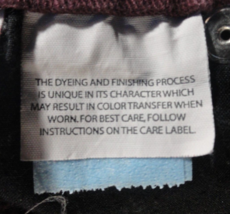 THE DYEING AND FINISHING PROCESS
IS UNIQUE IN ITS CHARACTER WHICH
MAY RESULT IN COLOR TRANSFER WHEN
WORN. FOR BEST CARE, FOLLOW
INSTRUCTIONS ON THE CARE LABEL.